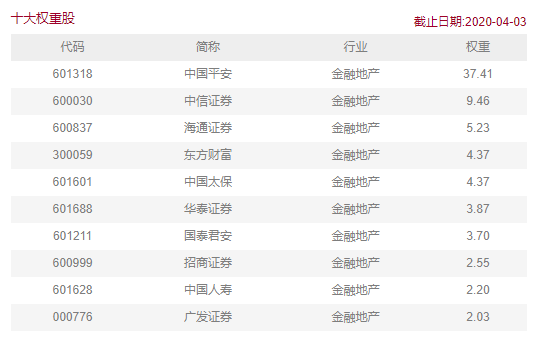 十大权重股 截止日期:2020-04-03
代码 简称 行业 权重
601318 中国平安 金融地产 37.41
600030 中信证券 金融地产 9.46
600837 海通证券 金融地产 5.23
300059 东方财富 金融地产 4.37
601601 中国太保 金融地产 4.37
601688 华泰证券 金融地产 3.87
601211 国泰君安 金融地产 3.70
600999 招商证券 金融地产 2.55
601628 中国人寿 金融地产 2.20
000776 广发证券 金融地产 2.03